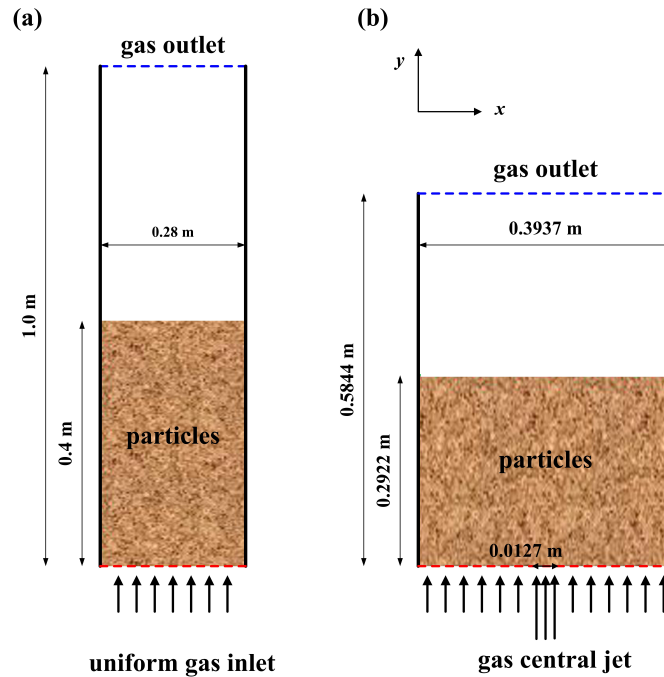 (a)
gas outlet
1.0 m
0.28 m
0.4 m
particles
uniform gas inlet
(b)
y
x
gas outlet
0.3937 m
0.5844 m
0.2922 m
particles
0.0127 m
gas central jet